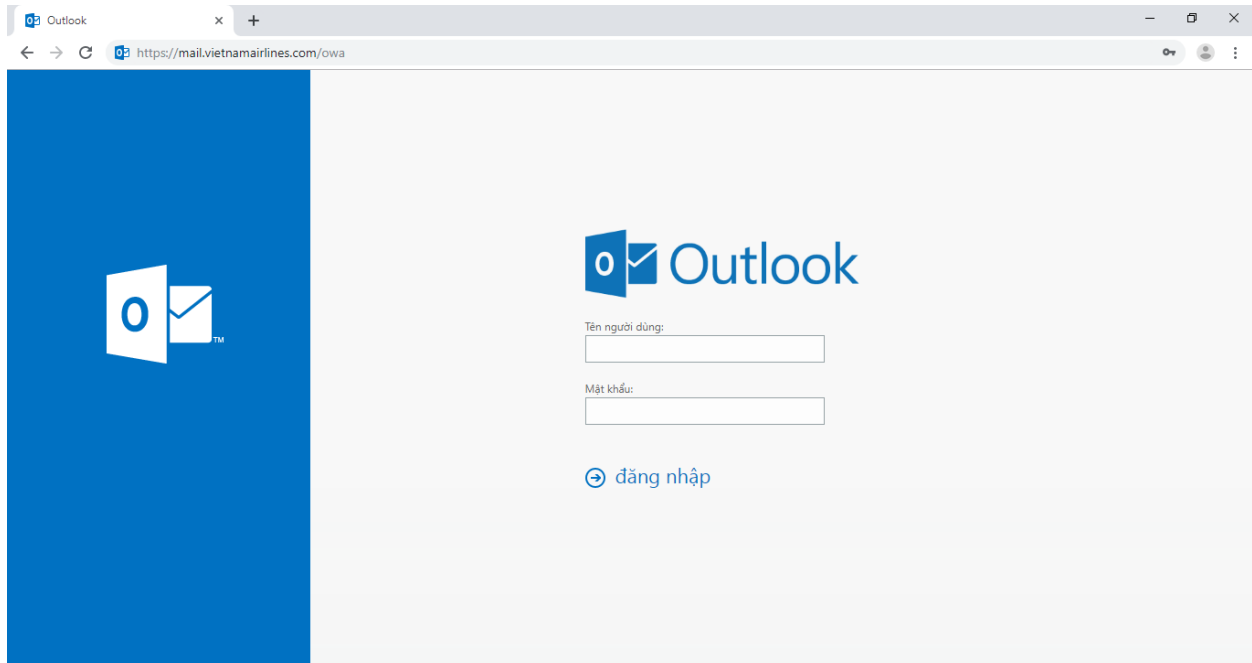 Outlook
https://mail.vietnamairlines.com/owa
Outlook
Tên người dùng:
Mật khẩu:
đăng nhập
TM